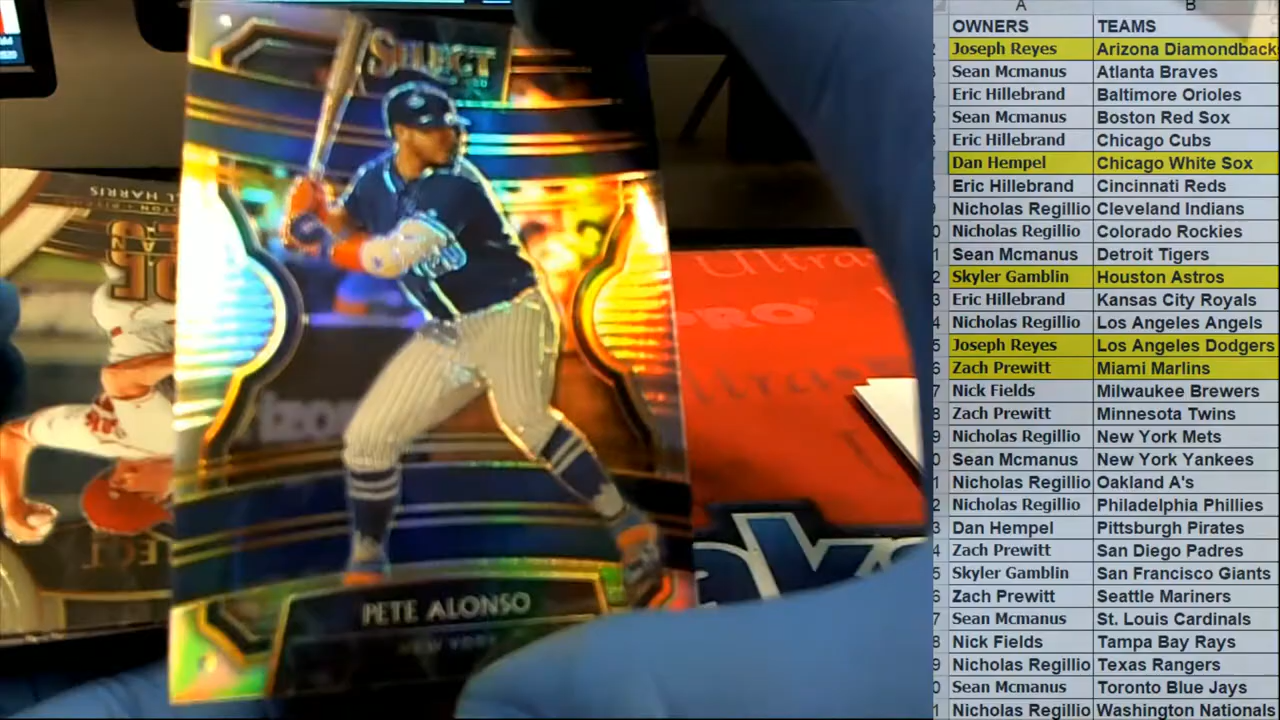 SELECT
PETE ALONSO
NEW YORK
PRO
Ultra
A
B
OWNERS TEAMS
Joseph Reyes Arizona Diamondback
Sean Mcmanus Atlanta Braves
Eric Hillebrand Baltimore Orioles
Sean Mcmanus Boston Red Sox
Eric Hillebrand Chicago Cubs
Dan Hempel Chicago White Sox
Eric Hillebrand Cincinnati Reds
Nicholas Regillio Cleveland Indians
Nicholas Regillio Colorado Rockies
Sean Mcmanus Detroit Tigers
Skyler Gamblin Houston Astros
Eric Hillebrand Kansas City Royals
Nicholas Regillio Los Angeles Angels
Joseph Reyes Los Angeles Dodgers
Zach Prewitt Miami Marlins
Nick Fields Milwaukee Brewers
Zach Prewitt Minnesota Twins
Nicholas Regillio New York Mets
Sean Mcmanus New York Yankees
Nicholas Regillio Oakland A's
Nicholas Regillio Philadelphia Phillies
Dan Hempel Pittsburgh Pirates
Zach Prewitt San Diego Padres
Skyler Gamblin San Francisco Giants
Zach Prewitt Seattle Mariners
Sean Mcmanus St. Louis Cardinals
Nick Fields Tampa Bay Rays
Nicholas Regillio Texas Rangers
Sean Mcmanus Toronto Blue Jays
Nicholas Regillio Washington Nationals